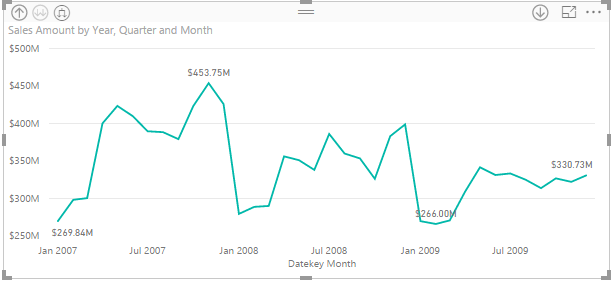 Sales Amount by Year, Quarter and Month
$500M
$450M
$400M
$350M
$300M
$250M
$453.75M
$269.84M
$266.00M
$330.73M
Jan 2007
Jul 2007
Jan 2008
Jul 2008
Jan 2009
Jul 2009
Datekey Month